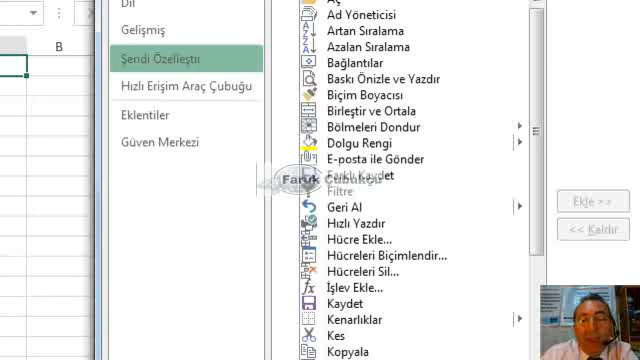 Dil
Gelişmiş
Şeridi Özelleştir
Hızlı Erişim Araç Çubuğu
Eklentiler
Güven Merkezi
B
Aç
Ad Yöneticisi
Artan Sıralama
Azalan Sıralama
Bağlantılar
Baskı Önizle ve Yazdır
Biçim Boyacısı
Birleştir ve Ortala
Bölmeleri Dondur
Dolgu Rengi
E-posta ile Gönder
Farklı Kaydet
Filtre
Geri Al
Hızlı Yazdır
Hücre Ekle...
Hücreleri Biçimlendir...
Hücreleri Sil...
İşlev Ekle...
Kaydet
Kenarlıklar
Kes
Kopyala
Faruk Çubukçu
Ekle >>
<< Kaldır